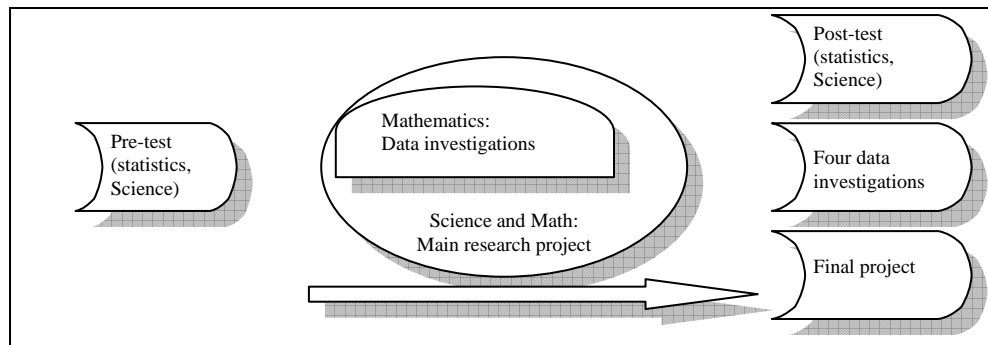 Pre-test
(statistics,
Science)
Mathematics:
Data investigations
Science and Math:
Main research project
Post-test
(statistics,
Science)
Four data
investigations
Final project